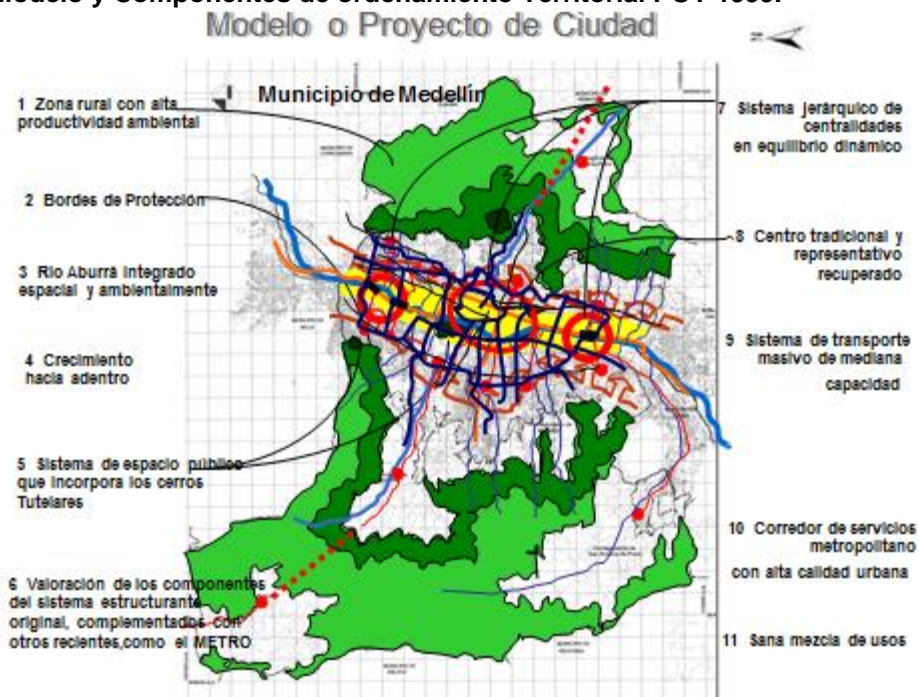 Modelo y Componentes de ordenamiento Territorial POT 1999.
Modelo o Proyecto de Ciudad
Municipio de Medellín
1 Zona rural con alta
productividad ambiental
2 Bordes de Protección
3 Río Aburrá integrado
espacial y ambientalmente
4 Crecimiento
hacia adentro
5 Sistema de espacio público
que incorpora los cerros
Tutelares
6 Valoración de los componentes
del sistema estructurante
original, complementados con
otros recientes,como el METRO
7 Sistema jerárquico de
centralidades
en equilibrio dinámico
8 Centro tradicional y
representativo
recuperado
9 Sistema de transporte
masivo de mediana
capacidad
10 Corredor de servicios
metropolitano
con alta calidad urbana
11 Sana mezcla de usos